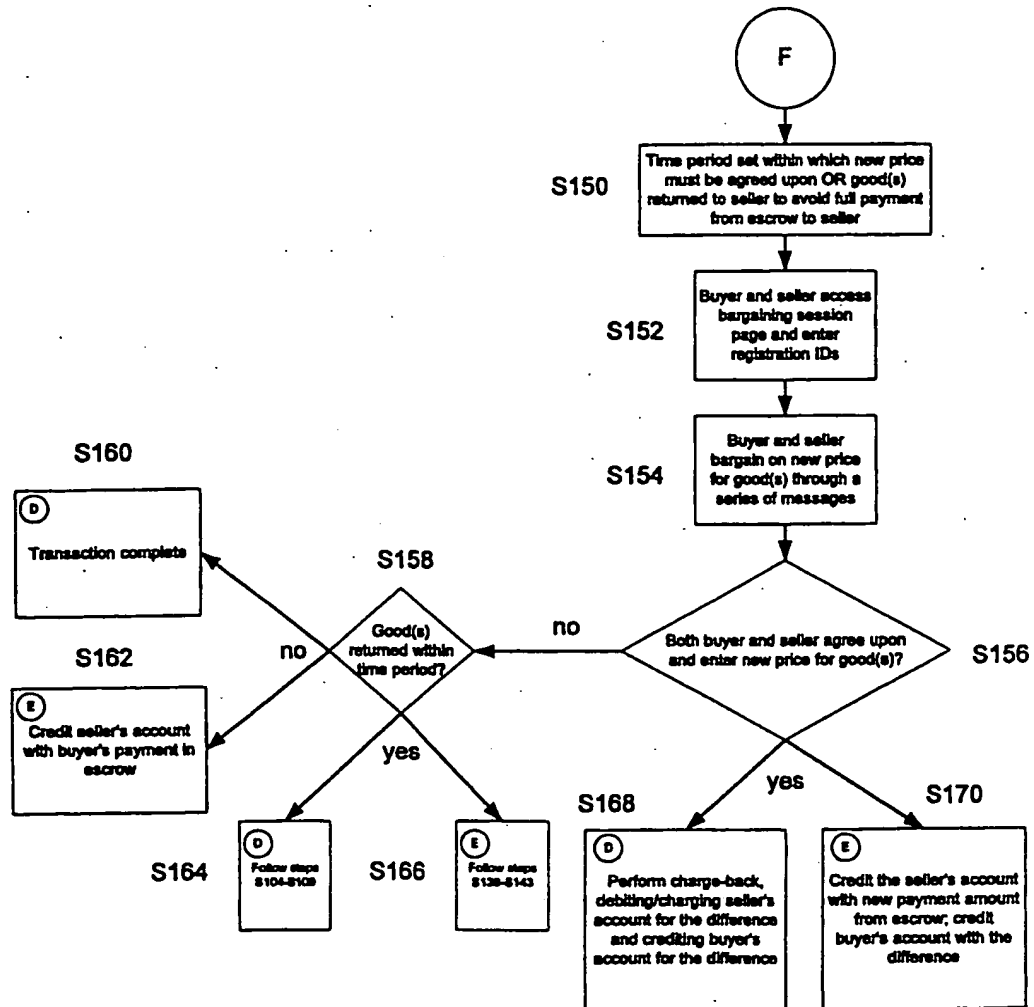 F
S150
Time period set within which new price
must be agreed upon OR good(s)
returned to seller to avoid full payment
from escrow to seller
S152
Buyer and seller access
bargaining session
page and enter
registration IDs
S154
Buyer and seller
bargain on new price
for good(s) through a
series of messages
S160
D
Transaction complete
S158
Good(s)
returned within
time period?
no
no
Both buyer and seller agree upon
and enter new price for good(s)?
S156
S162
E
Credit seller's account
with buyer's payment in
escrow
yes
yes
S164
D
Follow steps
S104-S109
S166
E
Follow steps
S168
D
Perform charge-back,
debiting/charging seller's
account for the difference
and crediting buyer's
account for the difference
S170
E
Credit the seller's account
with new payment amount
from escrow; credit
buyer's account with the
difference